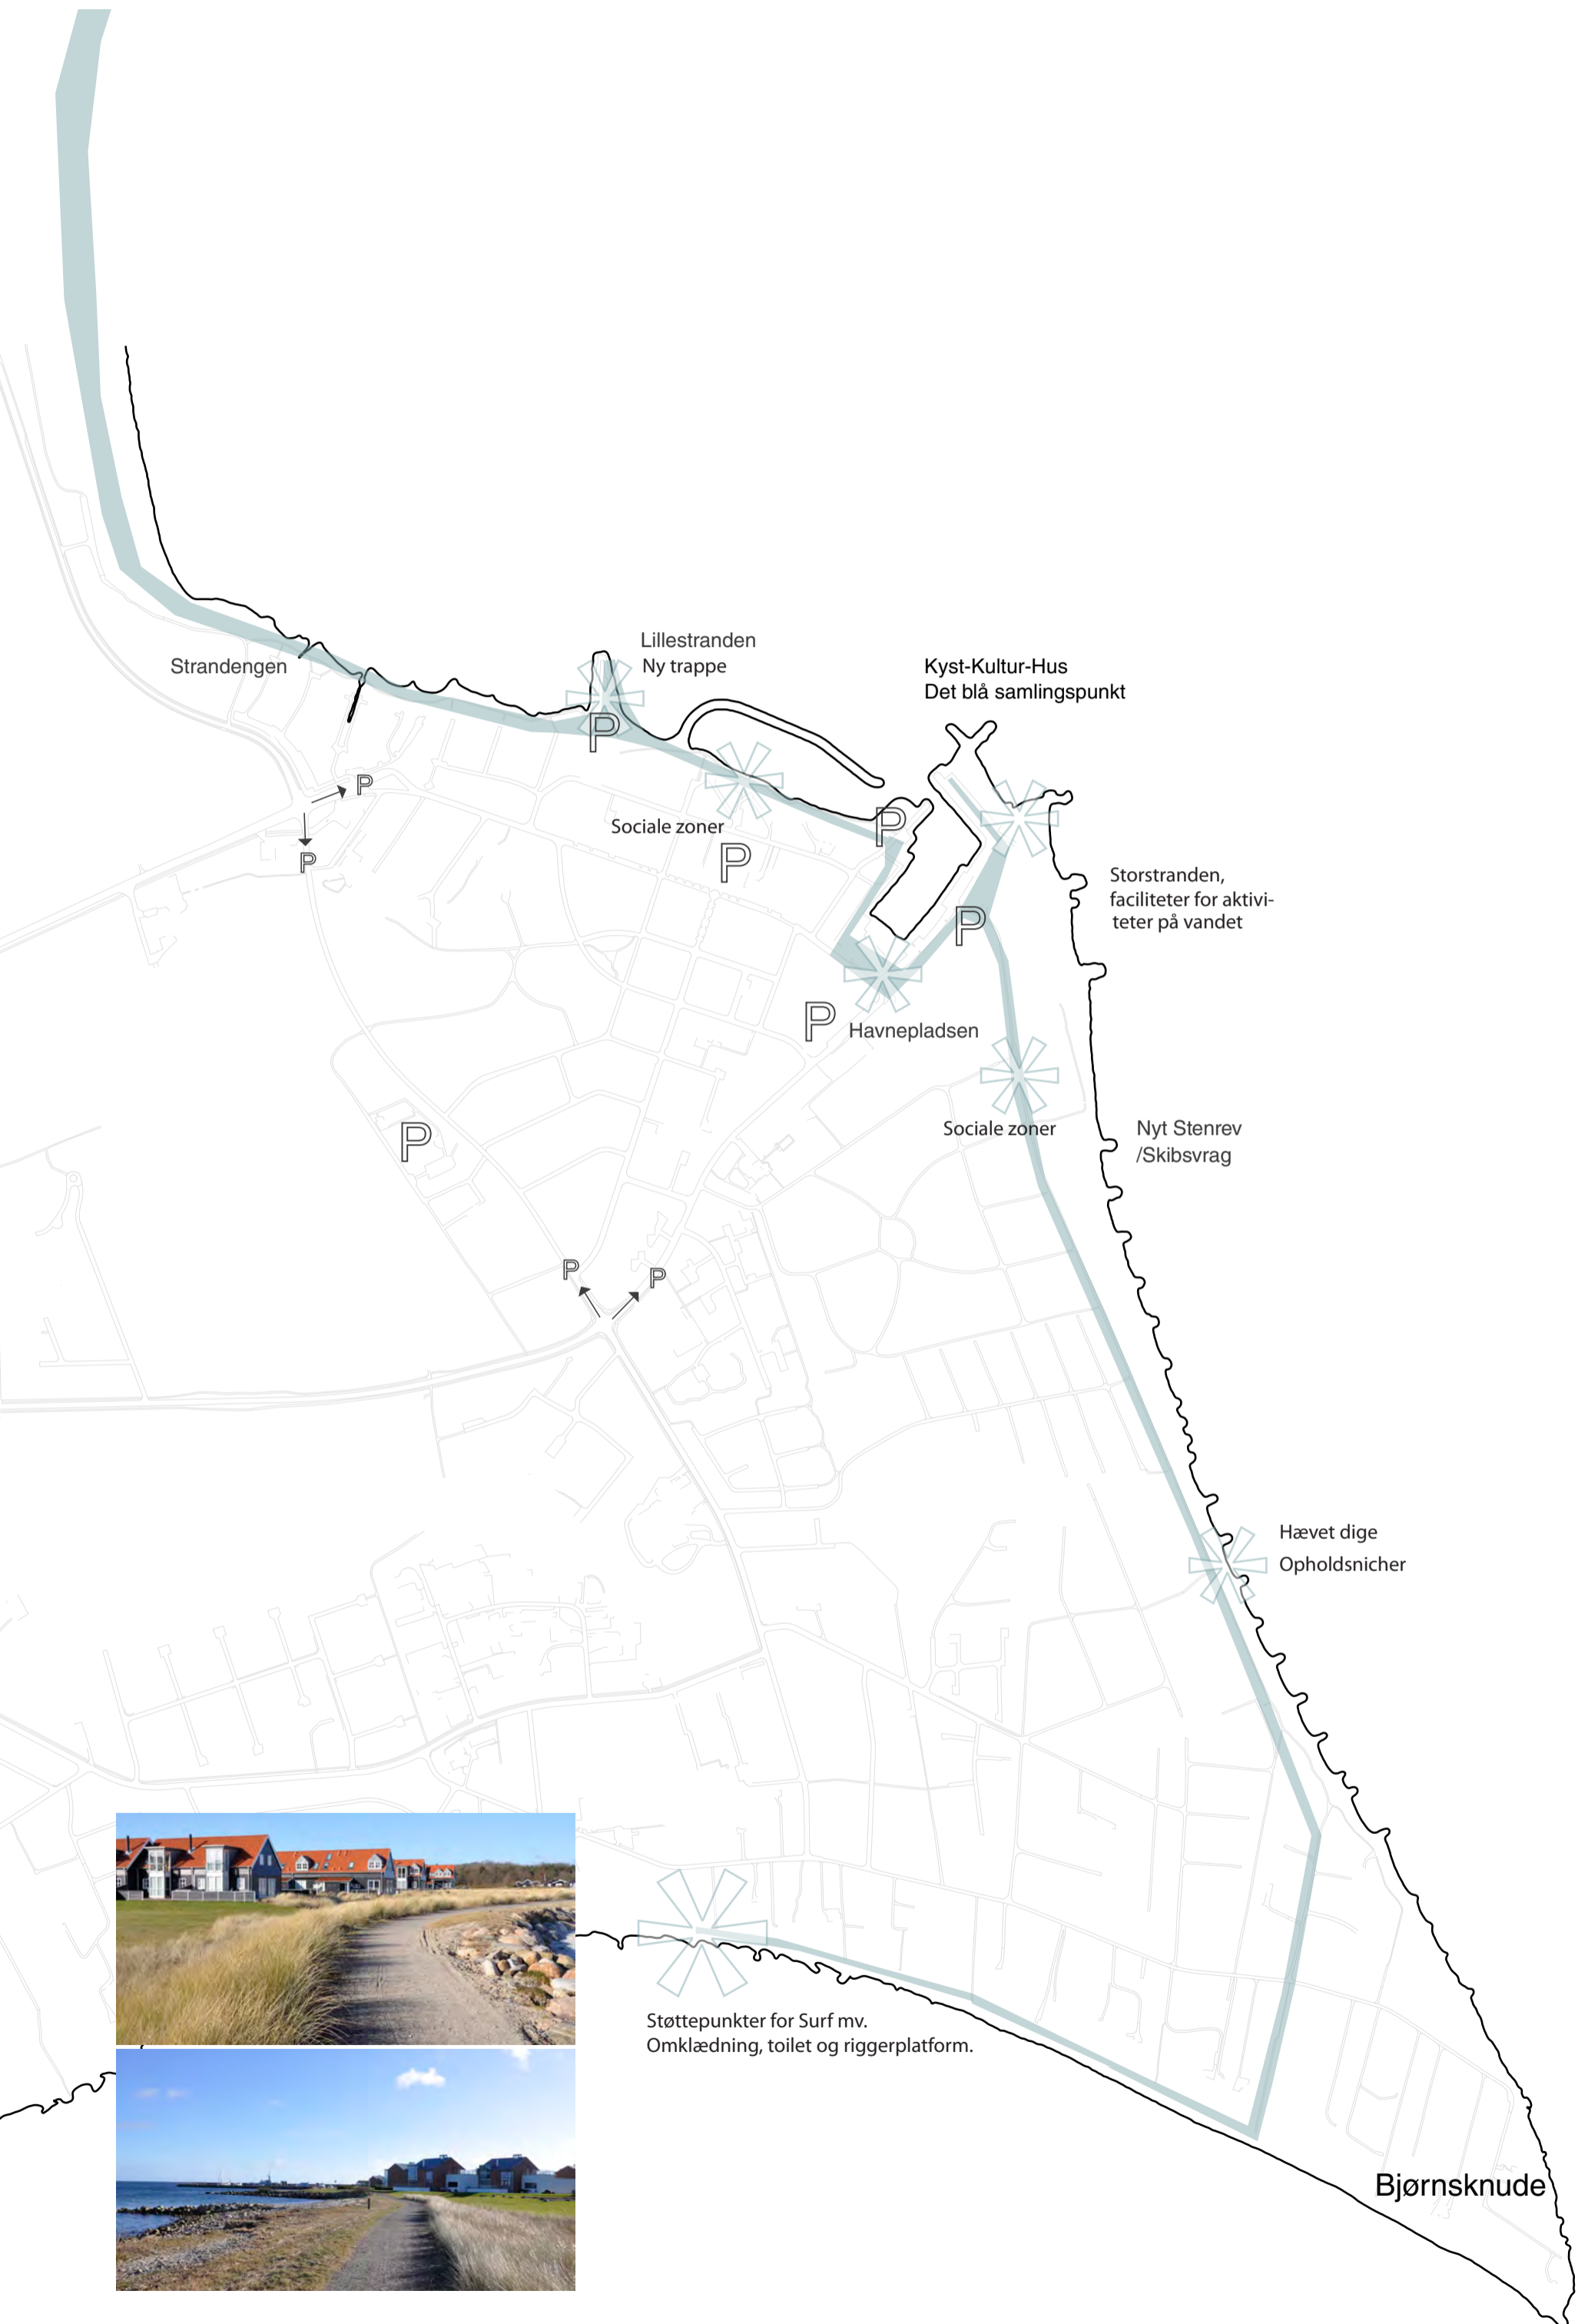 Lillestranden
Ny trappe
Strandengen
Kyst-Kultur-Hus
Det blå samlingspunkt
P
P
P
Sociale zoner
P
P
P
Storstranden,
faciliteter for aktivi-
teter på vandet
P
P
Havnepladsen
Sociale zoner
Nyt Stenrev
/Skibsvrag
P
P
P
Hævet dige
Opholdsnicher
Støttepunkter for Surf mv.
Omklædning, toilet og riggerplatform.
Bjørnsknude